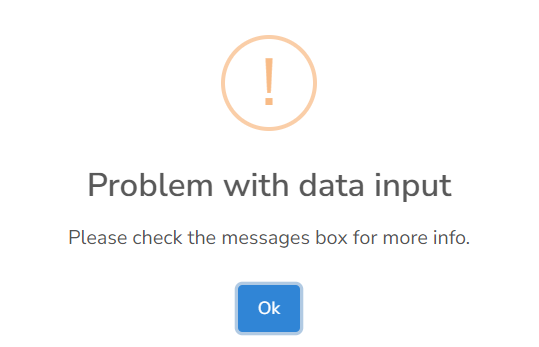 !
Problem with data input
Please check the messages box for more info.
Ok